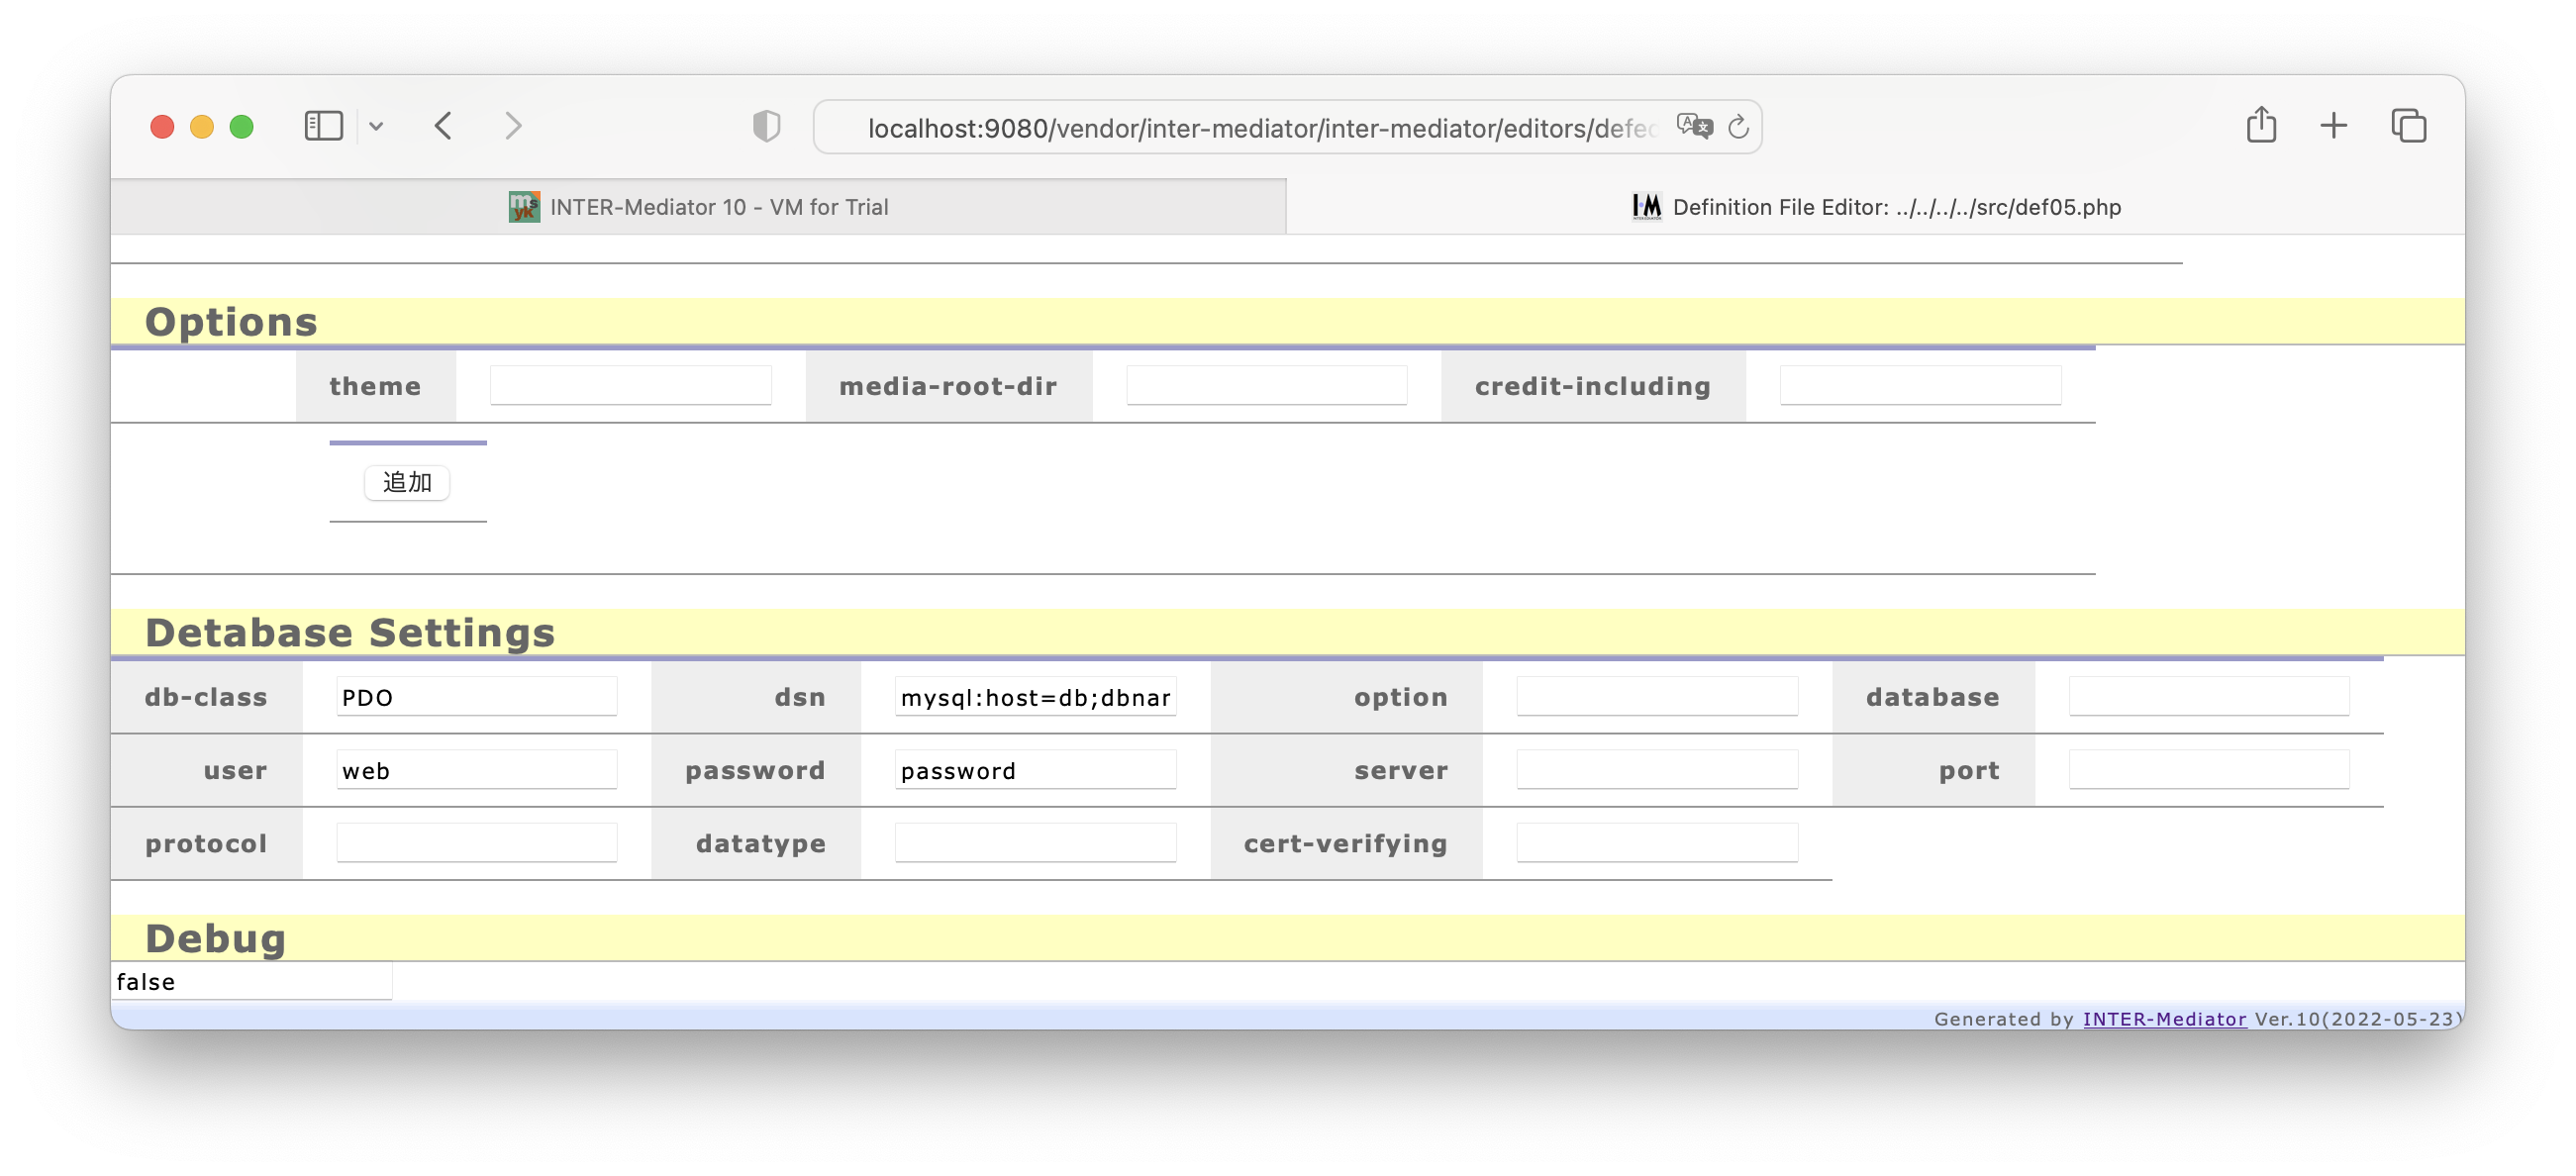 localhost:9080/vendor/inter-mediator/inter-mediator/editors/defec
INTER-Mediator 10 - VM for Trial
Definition File Editor: ../../../../src/def05.php
Options
theme media-root-dir credit-including
追加
Detabase Settings
db-class PDO dsn mysql:host=db;dbnar option database
user web password password server port
protocol datatype cert-verifying
Debug
false
Generated by INTER-Mediator Ver.10(2022-05-23)